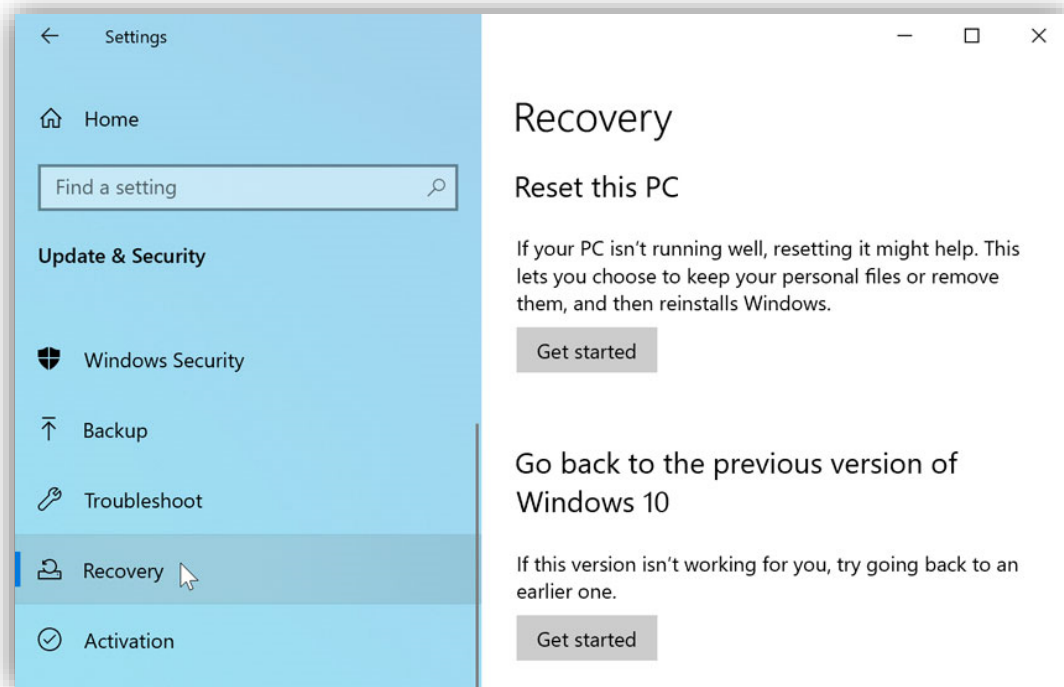 Settings
Home
Find a setting
Update & Security
Windows Security
Backup
Troubleshoot
Recovery
Activation
Recovery
Reset this PC
If your PC isn’t running well, resetting it might help. This
lets you choose to keep your personal files or remove
them, and then reinstalls Windows.
Get started
Go back to the previous version of
Windows 10
If this version isn’t working for you, try going back to an
earlier one.
Get started